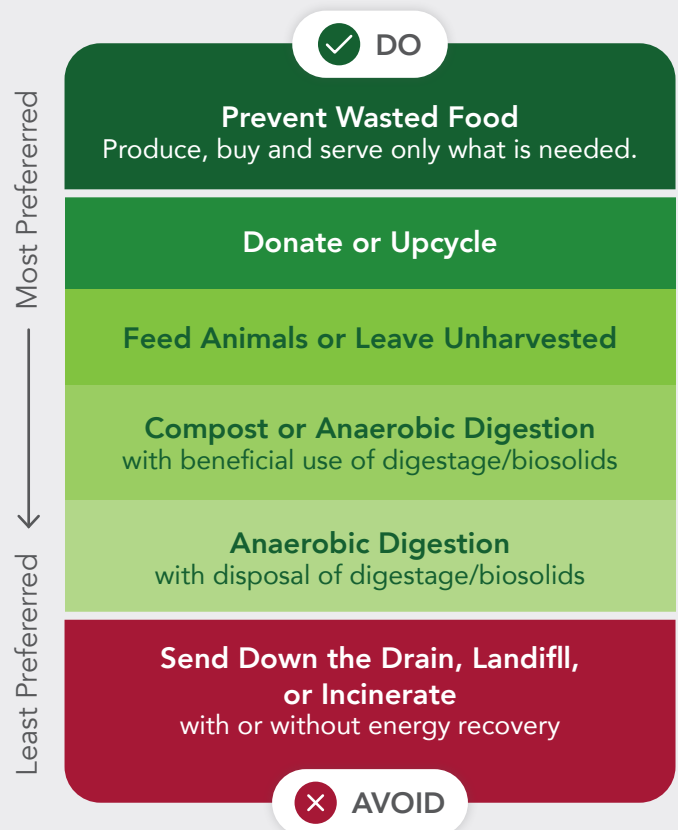 DO
Most Prefererred
Prevent Wasted Food
Produce, buy and serve only what is needed.
Donate or Upcycle
Feed Animals or Leave Unharvested
Compost or Anaerobic Digestion
with beneficial use of digestage/biosolids
Anaerobic Digestion
with disposal of digestage/biosolids
Least Prefererred
Send Down the Drain, Landifll,
or Incinerate
with or without energy recovery
AVOID